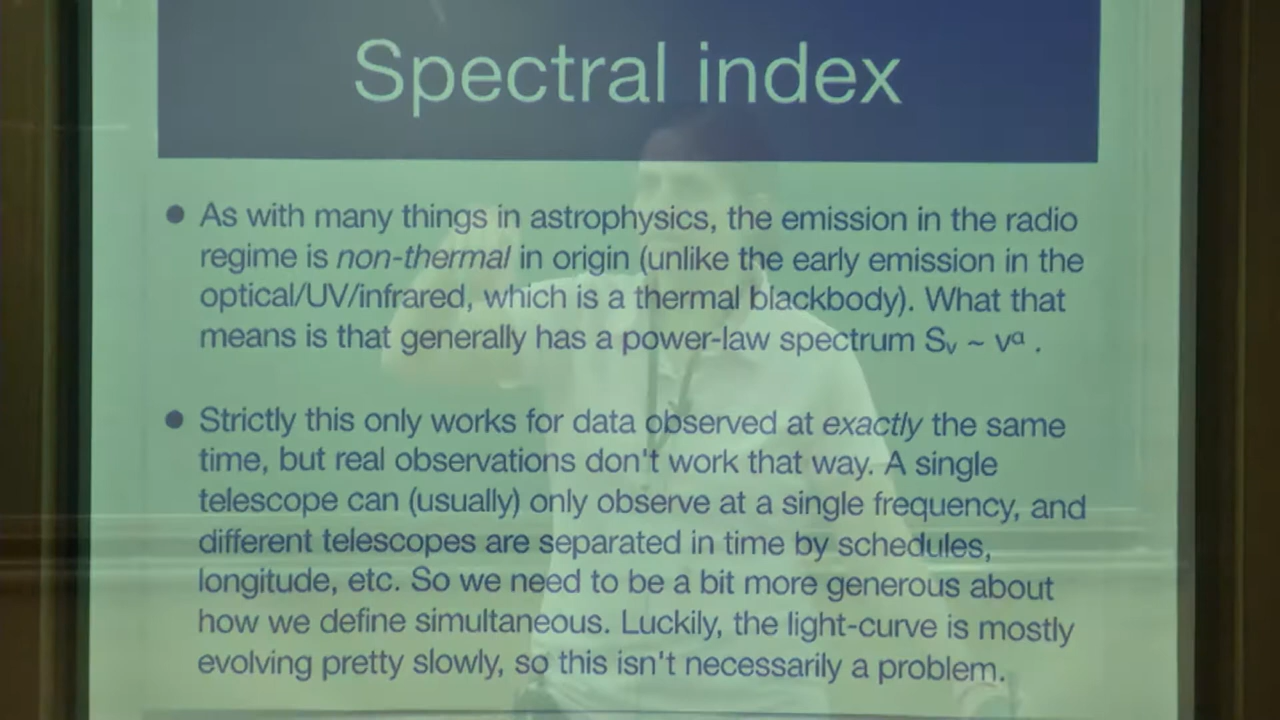 Spectral index
● As with many things in astrophysics, the emission in the radio
regime is non-thermal in origin (unlike the early emission in the
optical/UV/infrared, which is a thermal blackbody). What that
means is that generally has a power-law spectrum Sᵥ ~ νᵅ .
● Strictly this only works for data observed at exactly the same
time, but real observations don't work that way. A single
telescope can (usually) only observe at a single frequency, and
different telescopes are separated in time by schedules,
longitude, etc. So we need to be a bit more generous about
how we define simultaneous. Luckily, the light-curve is mostly
evolving pretty slowly, so this isn't necessarily a problem.